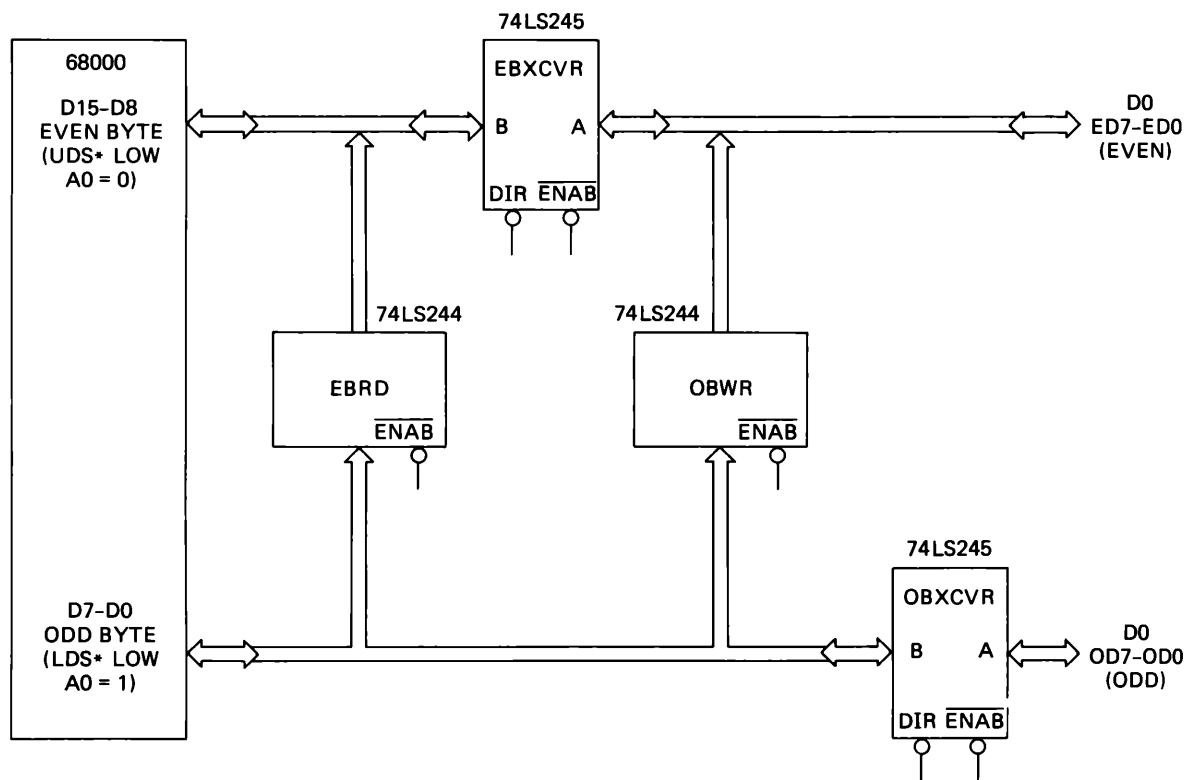 74LS245
68000
D15-D8
EVEN BYTE
(UDS* LOW
A0 = 0)
EBXCVR
B A
DIR ENAB
D0
ED7-ED0
(EVEN)
74LS244
EBRD
ENAB
74LS244
OBWR
ENAB
74LS245
D7-D0
ODD BYTE
(LDS* LOW
A0 = 1)
OBXCVR
B A
DIR ENAB
D0
OD7-OD0
(ODD)